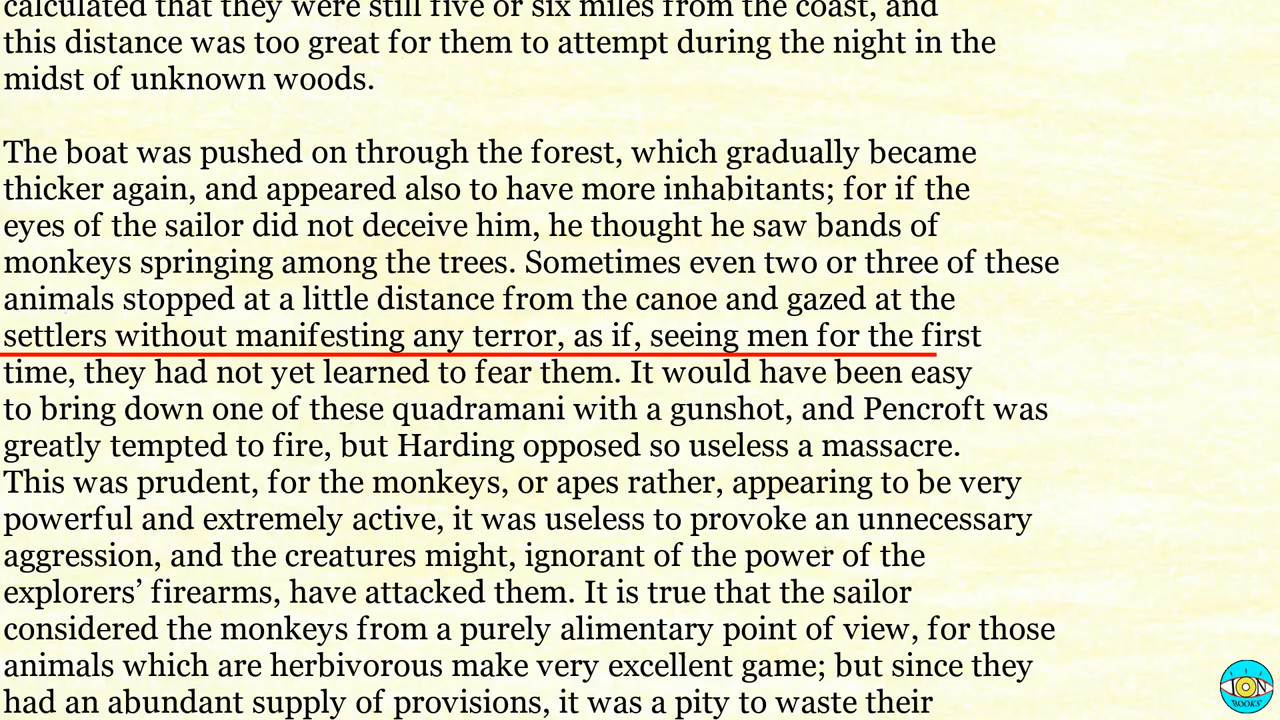 calculated that they were still five or six miles from the coast, and
this distance was too great for them to attempt during the night in the
midst of unknown woods.
The boat was pushed on through the forest, which gradually became
thicker again, and appeared also to have more inhabitants; for if the
eyes of the sailor did not deceive him, he thought he saw bands of
monkeys springing among the trees. Sometimes even two or three of these
animals stopped at a little distance from the canoe and gazed at the
settlers without manifesting any terror, as if, seeing men for the first
time, they had not yet learned to fear them. It would have been easy
to bring down one of these quadramani with a gunshot, and Pencroft was
greatly tempted to fire, but Harding opposed so useless a massacre.
This was prudent, for the monkeys, or apes rather, appearing to be very
powerful and extremely active, it was useless to provoke an unnecessary
aggression, and the creatures might, ignorant of the power of the
explorers’ firearms, have attacked them. It is true that the sailor
considered the monkeys from a purely alimentary point of view, for those
animals which are herbivorous make very excellent game; but since they
had an abundant supply of provisions, it was a pity to waste their
ION
BOOKS